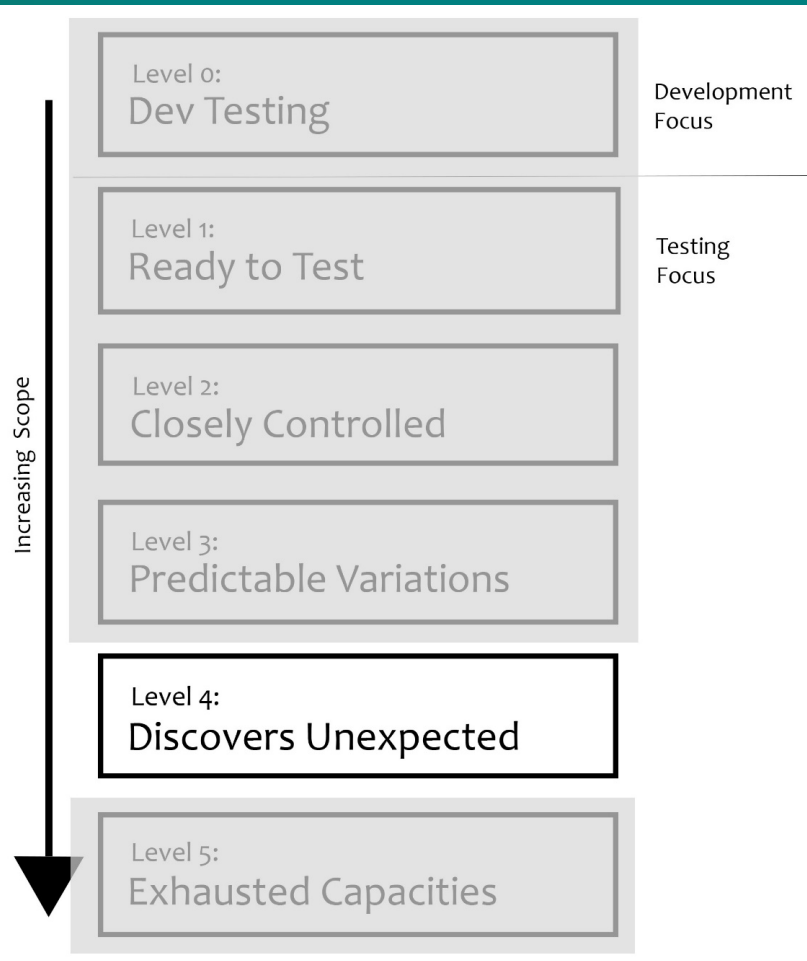 Level 0:
Dev Testing
Development
Focus
Level 1:
Ready to Test
Testing
Focus
Level 2:
Closely Controlled
Increasing Scope
Level 3:
Predictable Variations
Level 4:
Discovers Unexpected
Level 5:
Exhausted Capacities